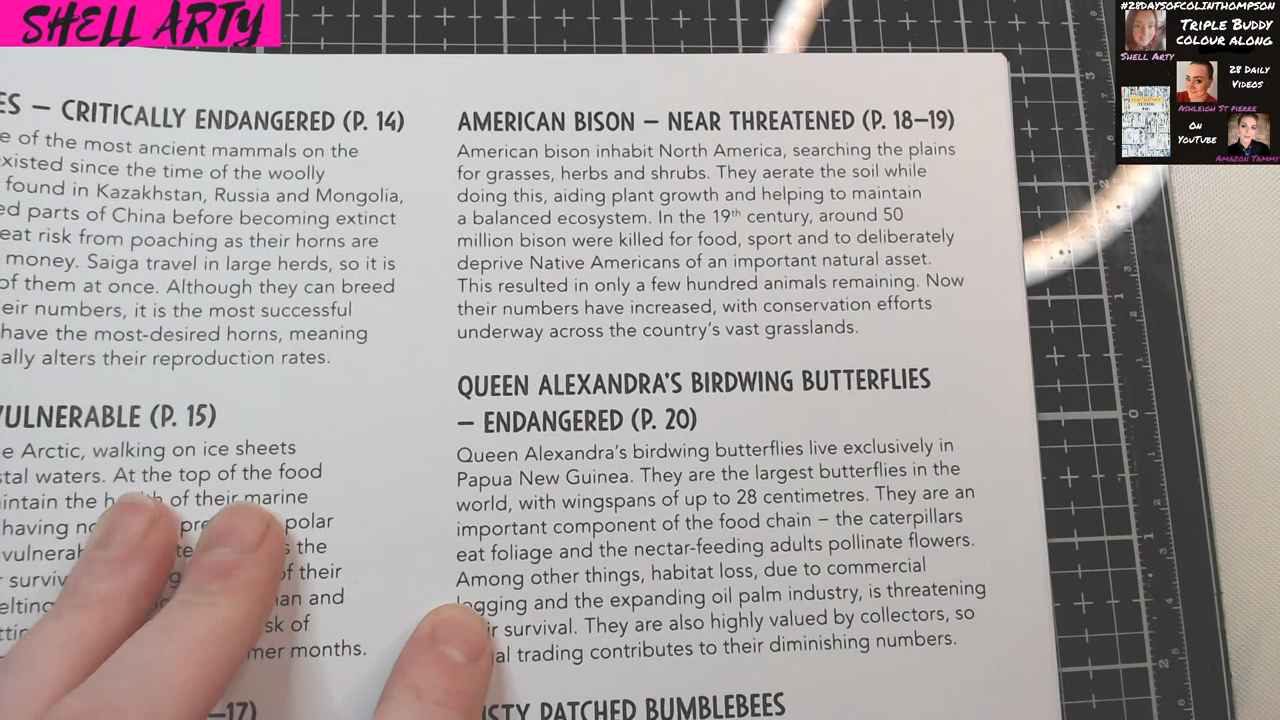 SHELL ARTY
#28DAYSOFCOLINTHOMPSON
TRIPLE BUDDY
COLOUR ALONG
SHELL ARTY
28 DAILY
VIDEOS
ASHLEIGH ST PIERRE
ON
YOUTUBE
AMAZON TAMMY
ES – CRITICALLY ENDANGERED (P. 14)
e of the most ancient mammals on the
existed since the time of the woolly
found in Kazakhstan, Russia and Mongolia,
ed parts of China before becoming extinct
eat risk from poaching as their horns are
money. Saiga travel in large herds, so it is
of them at once. Although they can breed
eir numbers, it is the most successful
have the most-desired horns, meaning
ally alters their reproduction rates.
VULNERABLE (P. 15)
e Arctic, walking on ice sheets
stal waters. At the top of the food
intain the health of their marine
having no polar
vulnerab s the
r surviv of their
elting an and
sk of
mer months.
–17)
AMERICAN BISON – NEAR THREATENED (P. 18–19)
American bison inhabit North America, searching the plains
for grasses, herbs and shrubs. They aerate the soil while
doing this, aiding plant growth and helping to maintain
a balanced ecosystem. In the 19th century, around 50
million bison were killed for food, sport and to deliberately
deprive Native Americans of an important natural asset.
This resulted in only a few hundred animals remaining. Now
their numbers have increased, with conservation efforts
underway across the country's vast grasslands.
QUEEN ALEXANDRA'S BIRDWING BUTTERFLIES
– ENDANGERED (P. 20)
Queen Alexandra's birdwing butterflies live exclusively in
Papua New Guinea. They are the largest butterflies in the
world, with wingspans of up to 28 centimetres. They are an
important component of the food chain – the caterpillars
eat foliage and the nectar-feeding adults pollinate flowers.
Among other things, habitat loss, due to commercial
logging and the expanding oil palm industry, is threatening
ir survival. They are also highly valued by collectors, so
al trading contributes to their diminishing numbers.
USTY PATCHED BUMBLEBEES